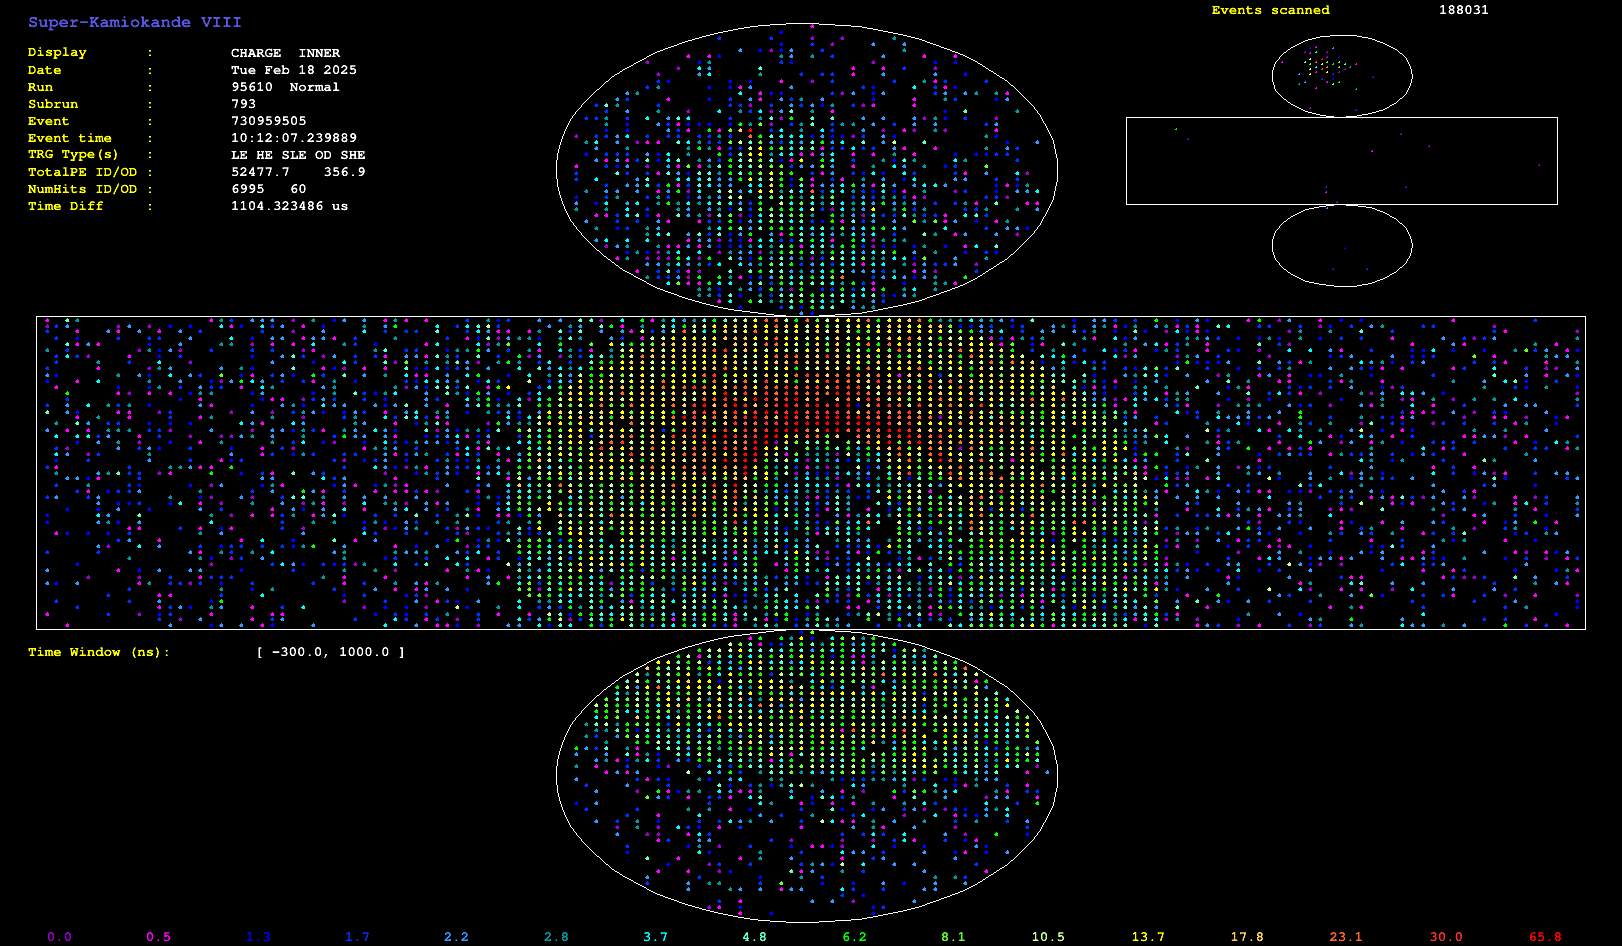 Super-Kamiokande VIII
Events scanned 188031
Display : CHARGE INNER
Date : Tue Feb 18 2025
Run : 95610 Normal
Subrun : 793
Event : 730959505
Event time : 10:12:07.239889
TRG Type(s) : LE HE SLE OD SHE
TotalPE ID/OD : 52477.7 356.9
NumHits ID/OD : 6995 60
Time Diff : 1104.323486 us
Time Window (ns): [ -300.0, 1000.0 ]
0.0 0.5 1.3 1.7 2.2 2.8 3.7 4.8 6.2 8.1 10.5 13.7 17.8 23.1 30.0 65.8